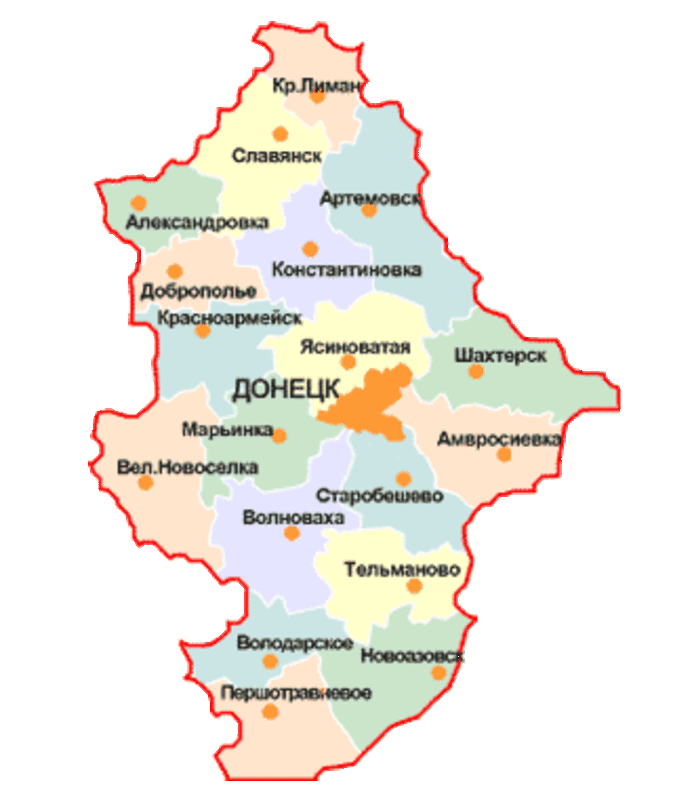 Кр.Лиман
Славянск
Артемовск
Александровка
Константиновка
Доброполье
Красноармейск
Ясиноватая
Шахтерск
ДОНЕЦК
Марьинка
Амвросиевка
Вел.Новоселка
Старобешево
Волноваха
Тельманово
Володарское
Новоазовск
Першотравневое